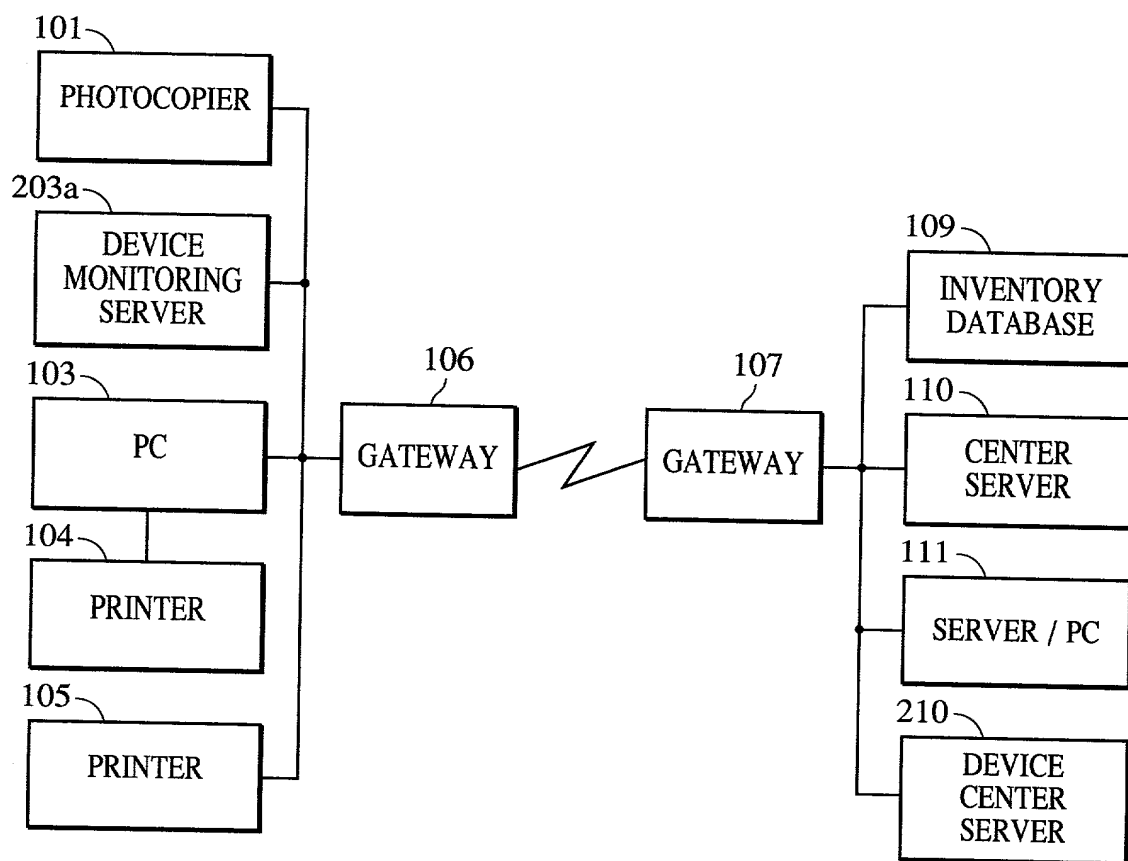 101
PHOTOCOPIER
203a
DEVICE
MONITORING
SERVER
103
PC
104
PRINTER
105
PRINTER
106
GATEWAY
107
GATEWAY
109
INVENTORY
DATABASE
110
CENTER
SERVER
111
SERVER / PC
210
DEVICE
CENTER
SERVER